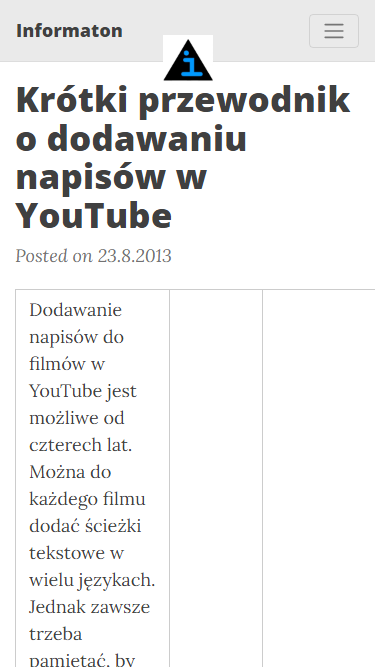 Informaton
i
Krótki przewodnik
o dodawaniu
napisów w
YouTube
Posted on 23.8.2013
Dodawanie
napisów do
filmów w
YouTube jest
możliwe od
czterech lat.
Można do
każdego filmu
dodać ścieżki
tekstowe w
wielu językach.
Jednak zawsze
trzeba
pamiętać, by